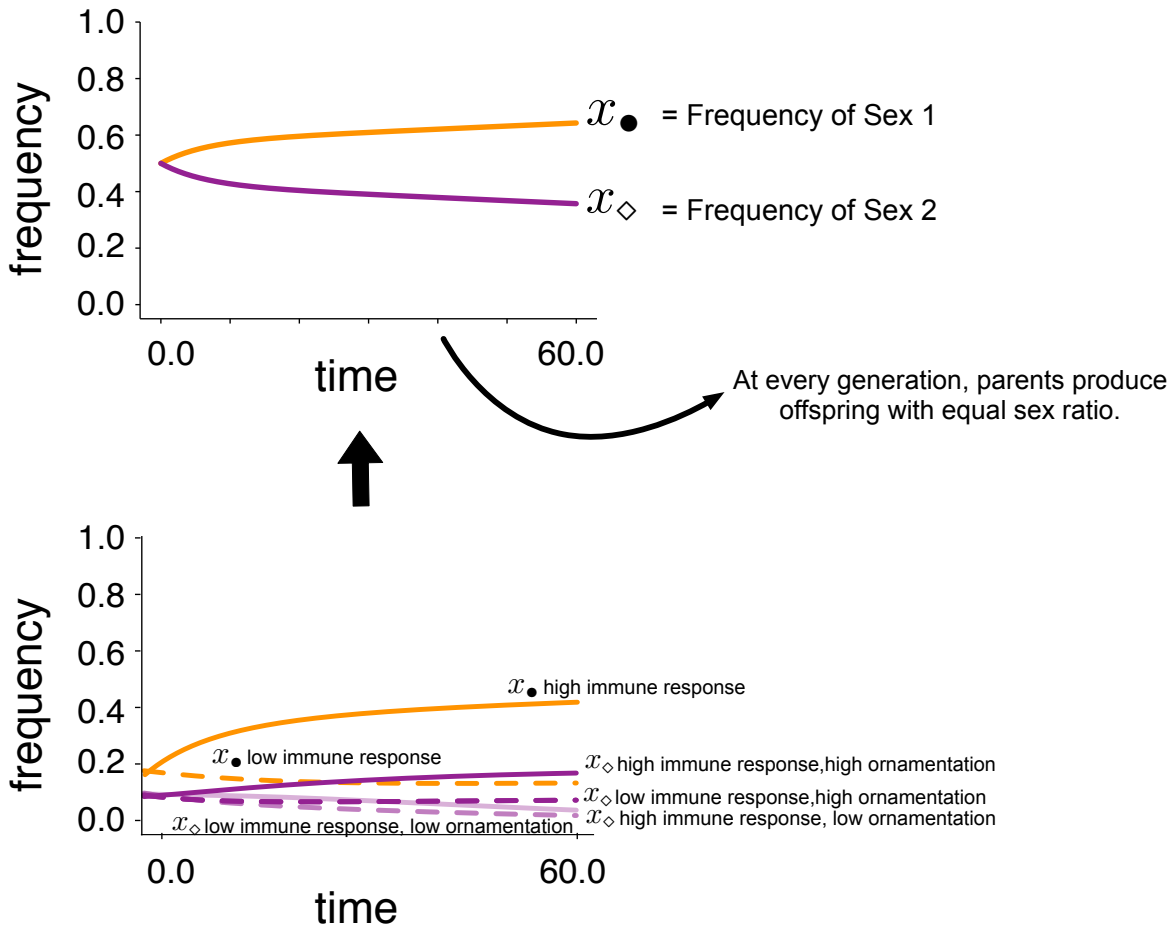 frequency
1.0
0.8
0.6
0.4
0.2
0.0
x● = Frequency of Sex 1
x◇ = Frequency of Sex 2
0.0
60.0
time
At every generation, parents produce
offspring with equal sex ratio.
frequency
1.0
0.8
0.6
0.4
0.2
0.0
x● high immune response
x● low immune response
x◇ high immune response,high ornamentation
x◇ low immune response,high ornamentation
x◇ high immune response, low ornamentation
x◇ low immune response, low ornamentation
0.0
60.0
time